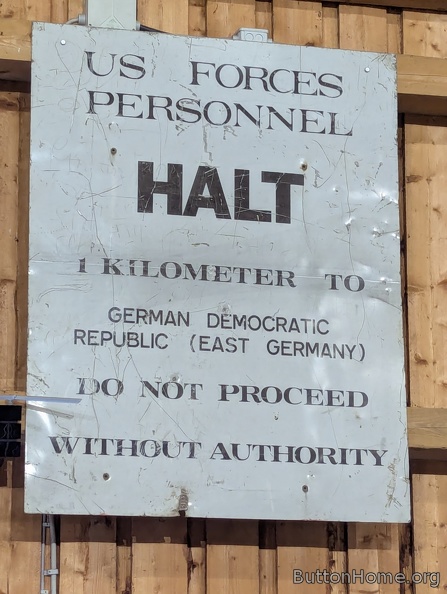 US FORCES
PERSONNEL
HALT
1 KILOMETER TO
GERMAN DEMOCRATIC
REPUBLIC (EAST GERMANY)
DO NOT PROCEED
WITHOUT AUTHORITY
ButtonHome.org